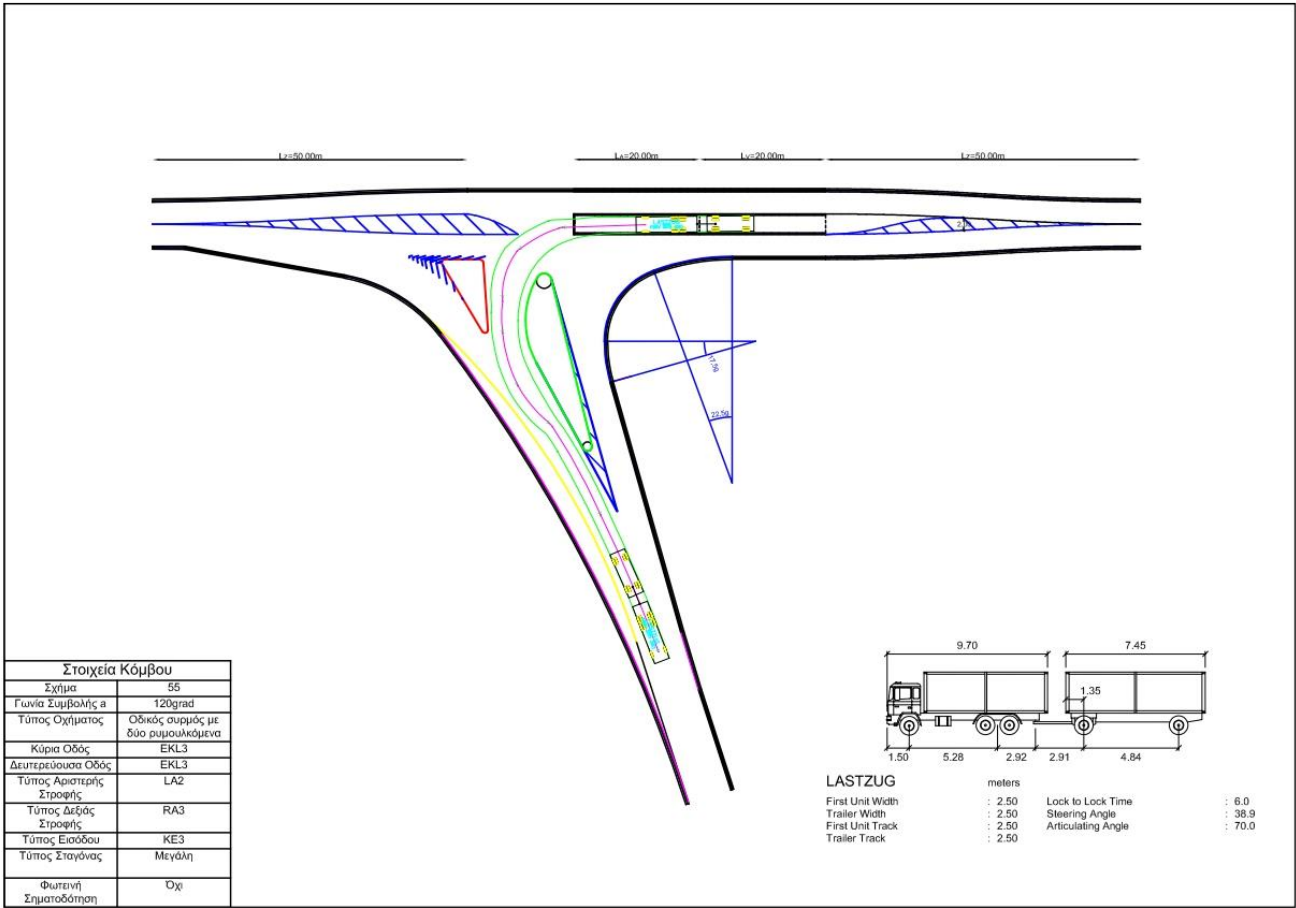 Lz=50.00m
LA=20.00m
Lv=20.00m
Lz=50.00m
17.5g
22.5g
Στοιχεία Κόμβου
Σχήμα 55
Γωνία Συμβολής a 120grad
Τύπος Οχήματος Οδικός συρμός με
δύο ρυμουλκόμενα
Κύρια Οδός EKL3
Δευτερεύουσα Οδός EKL3
Τύπος Αριστερής
Στροφής LA2
Τύπος Δεξιάς
Στροφής RA3
Τύπος Εισόδου KE3
Τύπος Σταγόνας Μεγάλη
Φωτεινή
Σηματοδότηση Όχι
9.70
7.45
1.35
1.50
5.28
2.92
2.91
4.84
LASTZUG
meters
First Unit Width : 2.50
Trailer Width : 2.50
First Unit Track : 2.50
Trailer Track : 2.50
Lock to Lock Time : 6.0
Steering Angle : 38.9
Articulating Angle : 70.0